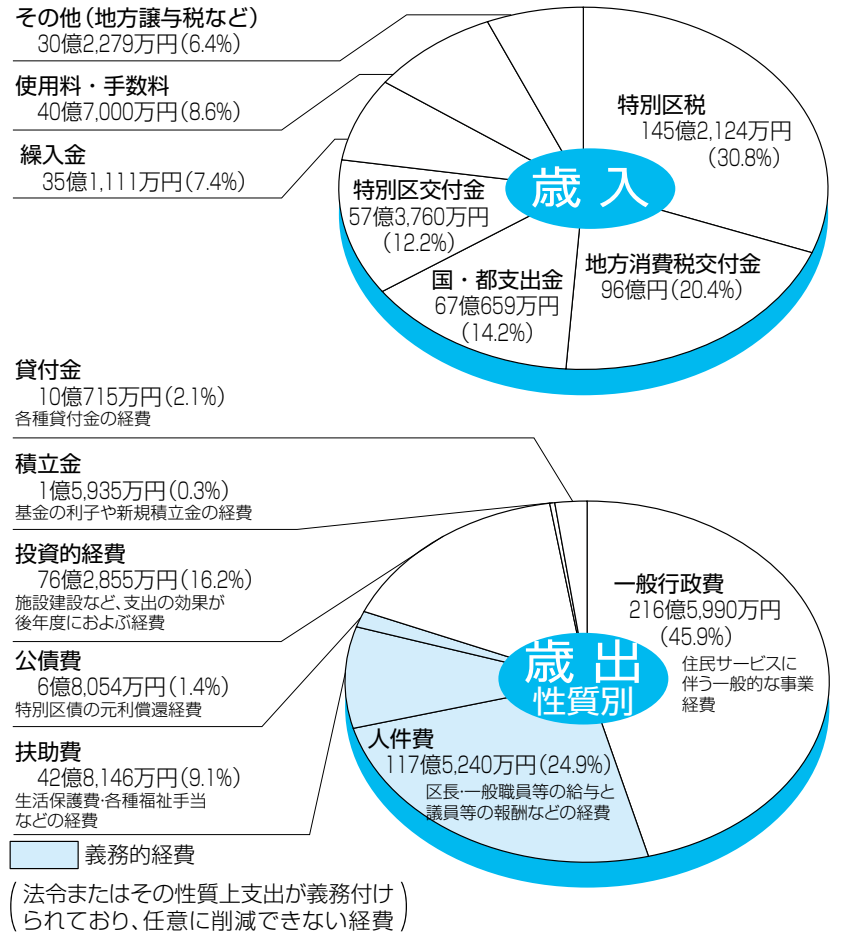 その他(地方譲与税など)
30億2,279万円(6.4%)
使用料・手数料
40億7,000万円(8.6%)
繰入金
35億1,111万円(7.4%)
特別区税
145億2,124万円
(30.8%)
歳入
特別区交付金
57億3,760万円
(12.2%)
国・都支出金
67億659万円
(14.2%)
地方消費税交付金
96億円(20.4%)
貸付金
10億715万円(2.1%)
各種貸付金の経費
積立金
1億5,935万円(0.3%)
基金の利子や新規積立金の経費
投資的経費
76億2,855万円(16.2%)
施設建設など、支出の効果が
後年度におよぶ経費
公債費
6億8,054万円(1.4%)
特別区債の元利償還経費
扶助費
42億8,146万円(9.1%)
生活保護費・各種福祉手当
などの経費
一般行政費
216億5,990万円
(45.9%)
住民サービスに
伴う一般的な事業
経費
歳出
性質別
人件費
117億5,240万円(24.9%)
区長・一般職員等の給与と
議員等の報酬などの経費
義務的経費
(法令またはその性質上支出が義務付け
られており、任意に削減できない経費)